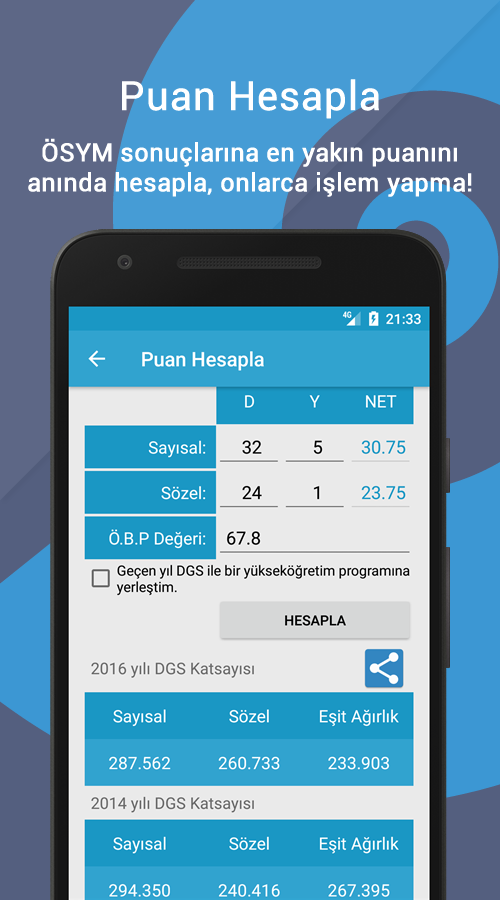 Puan Hesapla
ÖSYM sonuçlarına en yakın puanını
anında hesapla, onlarca işlem yapma!
4G 21:33
Puan Hesapla
D Y NET
Sayısal: 32 5 30.75
Sözel: 24 1 23.75
Ö.B.P Değeri: 67.8
Geçen yıl DGS ile bir yükseköğretim programına
yerleştim.
HESAPLA
2016 yılı DGS Katsayısı
Sayısal Sözel Eşit Ağırlık
287.562 260.733 233.903
2014 yılı DGS Katsayısı
Sayısal Sözel Eşit Ağırlık
294.350 240.416 267.395